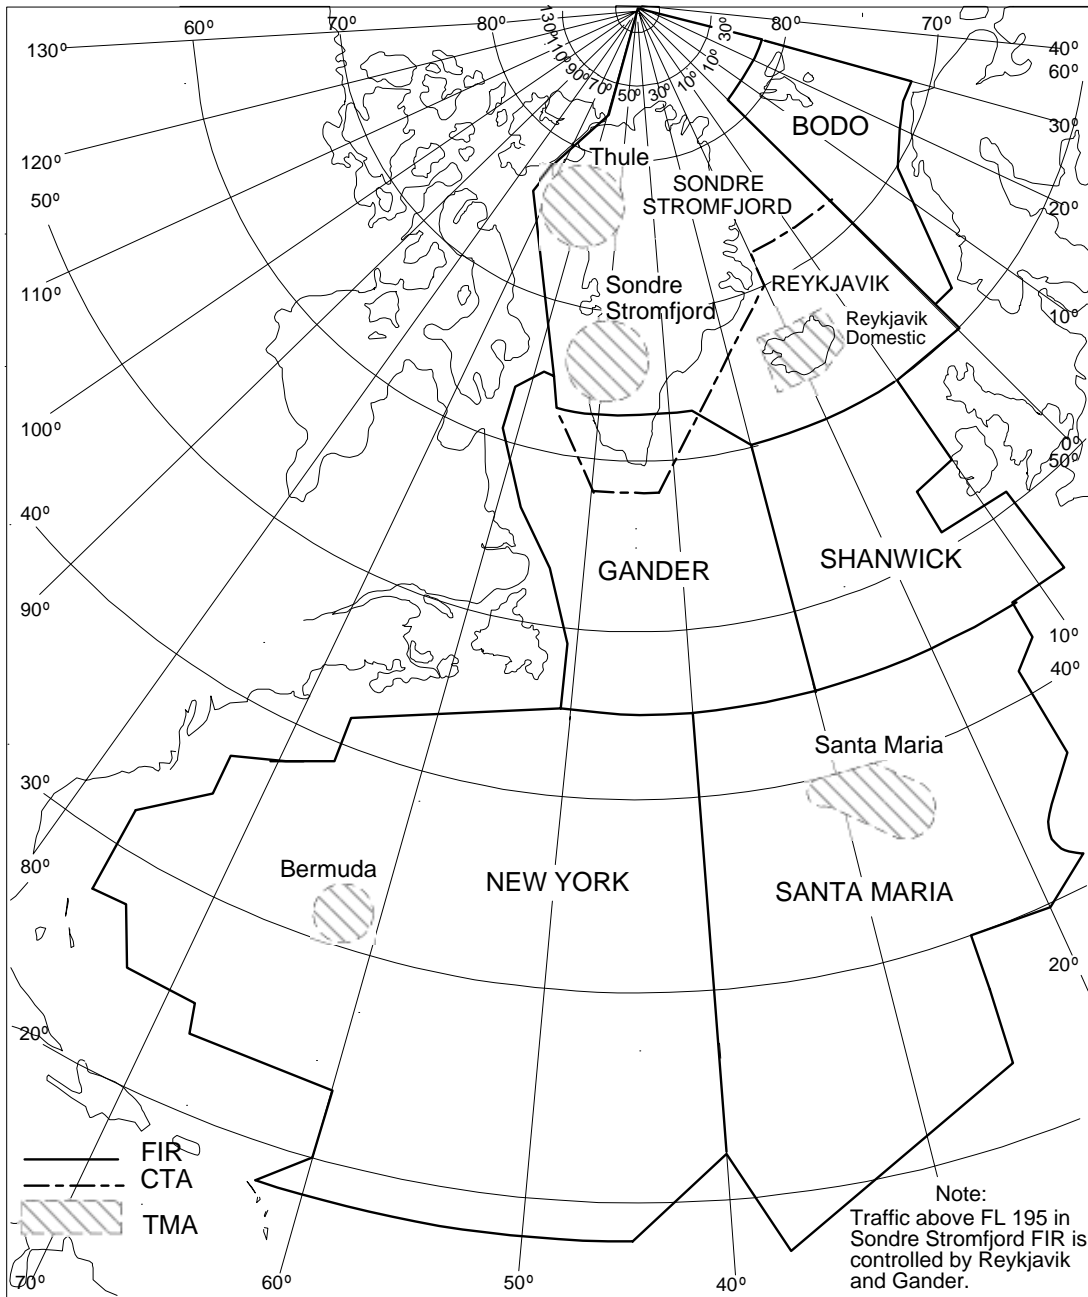 60º
70º
80º
130º
110º
90º
70º
50º
30º
10º
10º
30º
80º
70º
130º
40º
60º
BODO
30º
120º
Thule
50º
SONDRE
STROMFJORD
20º
110º
Sondre
Stromfjord
REYKJAVIK
Reykjavik
Domestic
10º
100º
0º
50º
40º
GANDER
SHANWICK
90º
10º
40º
Santa Maria
30º
80º
Bermuda
NEW YORK
SANTA MARIA
20º
20º
FIR
CTA
TMA
Note:
Traffic above FL 195 in
Sondre Stromfjord FIR is
controlled by Reykjavik
and Gander.
70º
60º
50º
40º